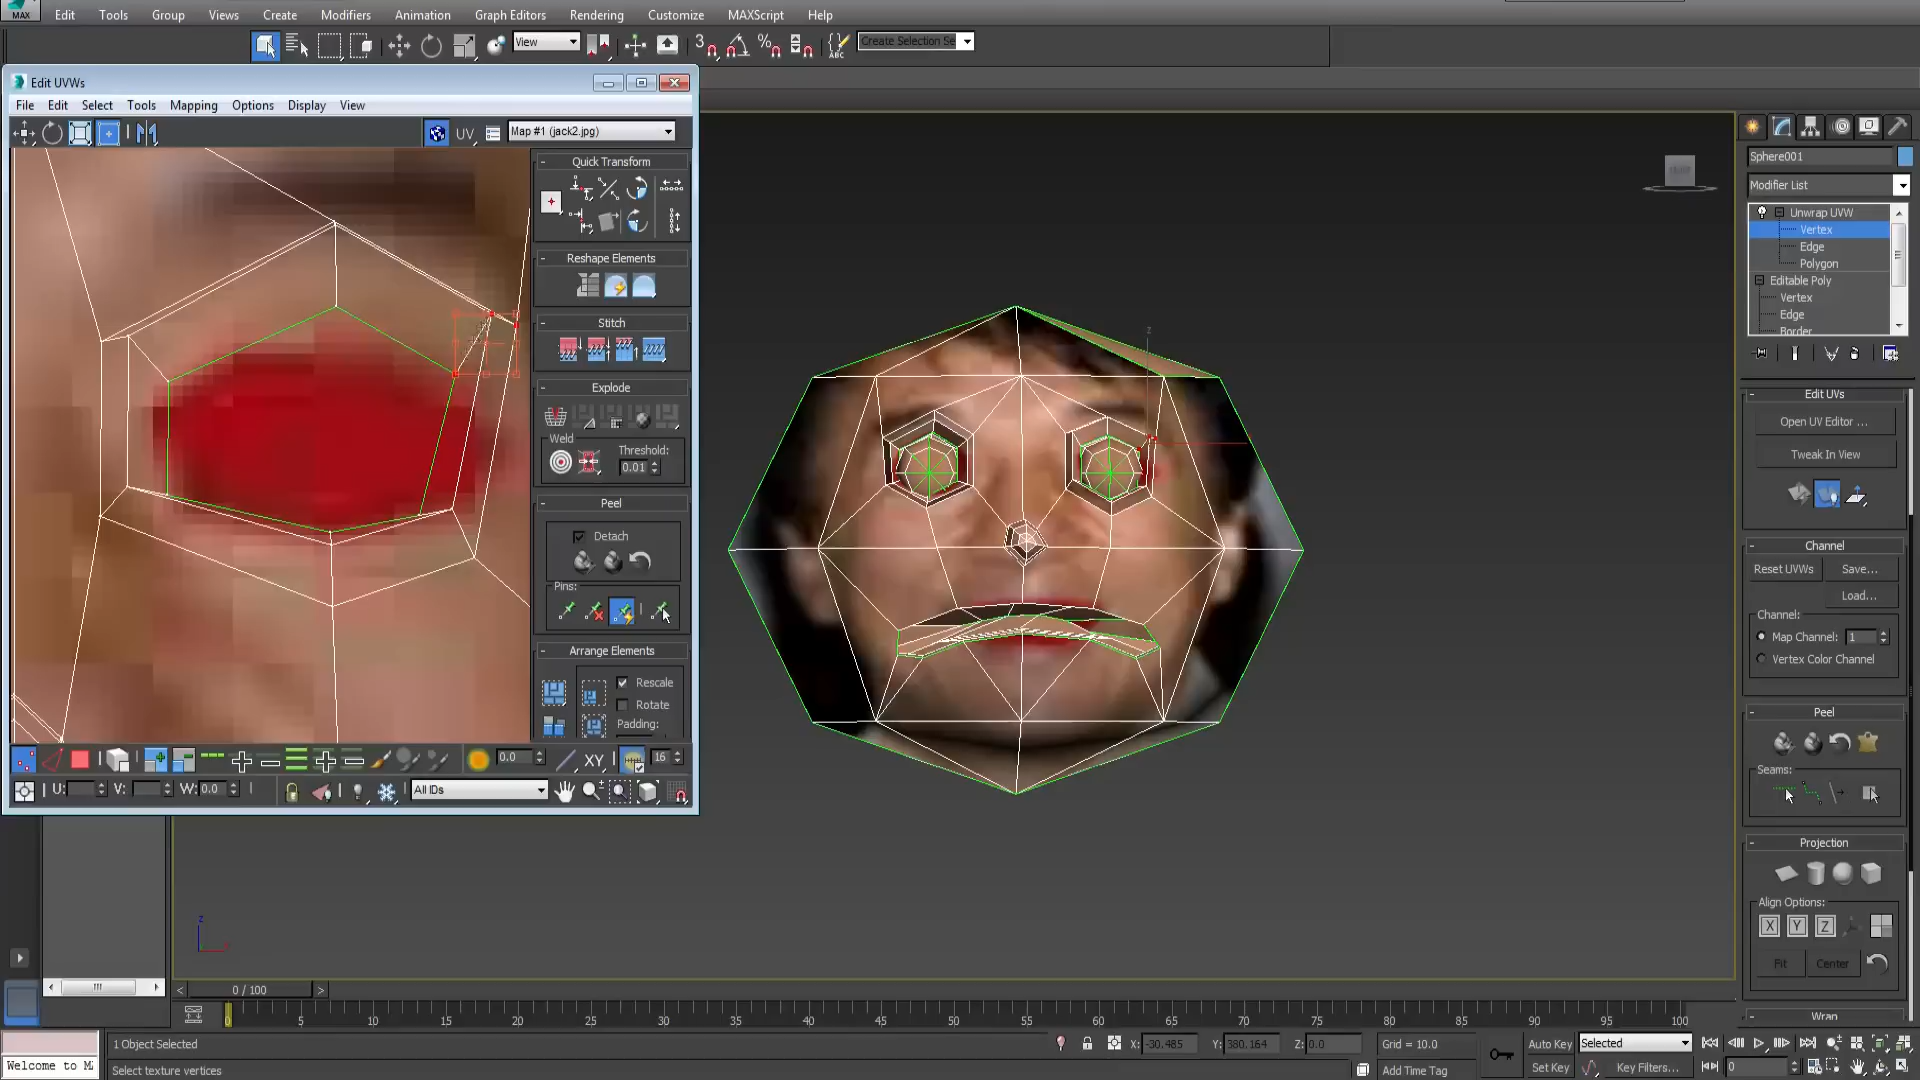 MAX
Edit Tools Group Views Create Modifiers Animation Graph Editors Rendering Customize MAXScript Help
View
3
%
ABC
Create Selection Se
Edit UVWs
File Edit Select Tools Mapping Options Display View
UV
Map #1 (jack2.jpg)
Quick Transform
Reshape Elements
Stitch
Explode
Weld
Threshold:
0.01
Peel
Detach
Pins:
Arrange Elements
Rescale
Rotate
Padding:
0.0
XY
16
U:
V:
W: 0.0
All IDs
z
z
Sphere001
Modifier List
Unwrap UVW
Vertex
Edge
Polygon
Editable Poly
Vertex
Edge
Border
Edit UVs
Open UV Editor ...
Tweak In View
Channel
Reset UVWs
Save...
Load...
Channel:
Map Channel: 1
Vertex Color Channel
Peel
Seams:
Projection
Align Options:
X Y Z
Fit
Center
Wrap
< 0 / 100 >
0 5 10 15 20 25 30 35 40 45 50 55 60 65 70 75 80 85 90 95 100
1 Object Selected
X: -30.485
Y: 380.164
Z: 0.0
Grid = 10.0
Auto Key
Selected
Welcome to M
Select texture vertices
Add Time Tag
Set Key
Key Filters...
0